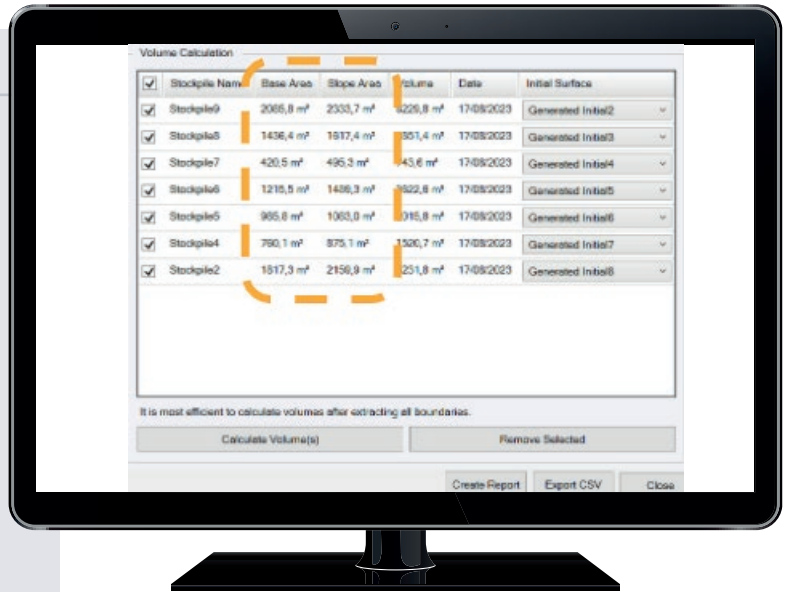 Volume Calculation
Stockpile Name Base Area Slope Area Volume Date Initial Surface
Stockpile9 2085,8 m² 2333,7 m² 17/08/2023 Generated Initial2
Stockpile8 1436,4 m² 1617,4 m² 17/08/2023 Generated Initial3
Stockpile7 420,5 m² 495,3 m² 17/08/2023 Generated Initial4
Stockpile6 1215,5 m² 17/08/2023 Generated Initial5
Stockpile5 985,8 m² 1083,0 m² 17/08/2023 Generated Initial6
Stockpile4 760,1 m² 875,1 m² 1520,7 m² 17/08/2023 Generated Initial7
Stockpile2 1817,3 m² 2159,9 m² 17/08/2023 Generated Initial8
It is most efficient to calculate volumes after extracting all boundaries.
Calculate Volume(s) Remove Selected
Create Report Export CSV Close